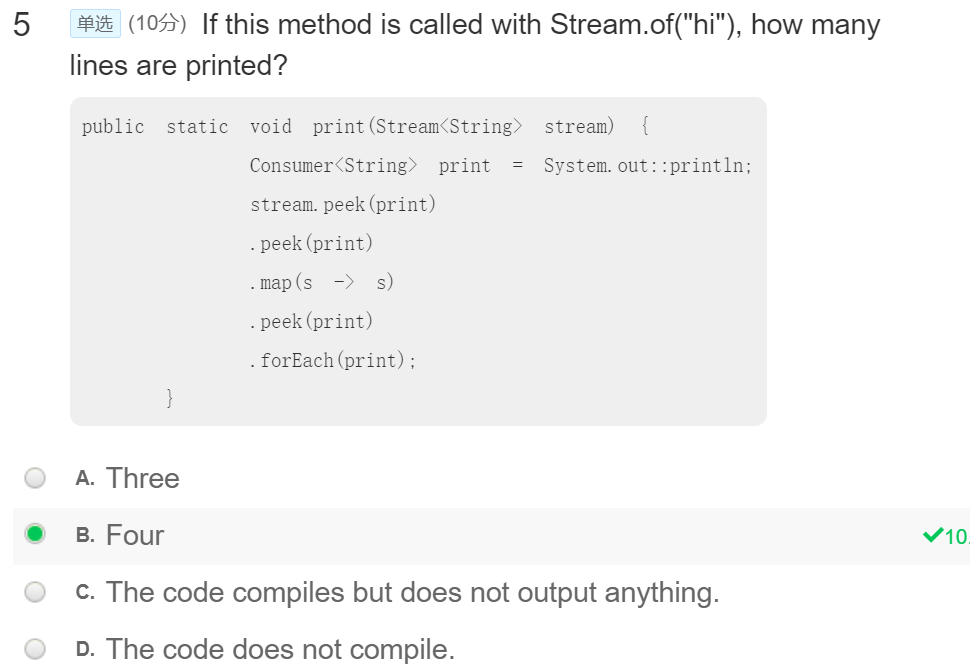 5 单选 (10分) If this method is called with Stream.of("hi"), how many
lines are printed?
public static void print(Stream<String> stream) {
Consumer<String> print = System.out::println;
stream.peek(print)
.peek(print)
.map(s -> s)
.peek(print)
.forEach(print);
}
A. Three
B. Four ✔10.
C. The code compiles but does not output anything.
D. The code does not compile.